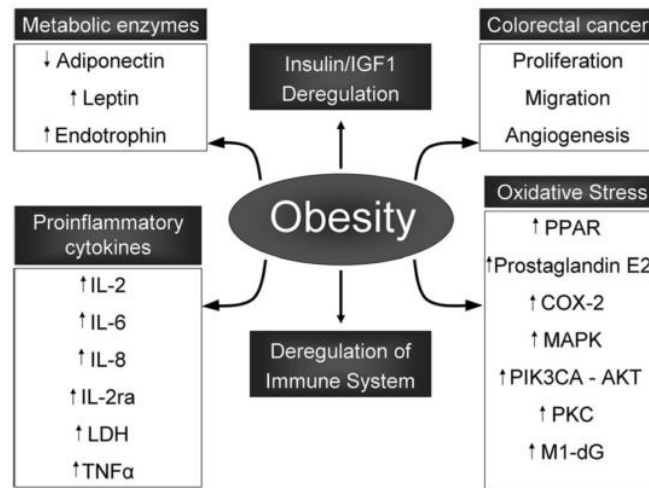 Metabolic enzymes
↓ Adiponectin
↑ Leptin
↑ Endotrophin
Insulin/IGF1
Deregulation
Colorectal cancer
Proliferation
Migration
Angiogenesis
Obesity
Proinflammatory
cytokines
↑ IL-2
↑ IL-6
↑ IL-8
↑ IL-2ra
↑ LDH
↑ TNFα
Deregulation of
Immune System
Oxidative Stress
↑ PPAR
↑ Prostaglandin E2
↑ COX-2
↑ MAPK
↑ PIK3CA - AKT
↑ PKC
↑ M1-dG